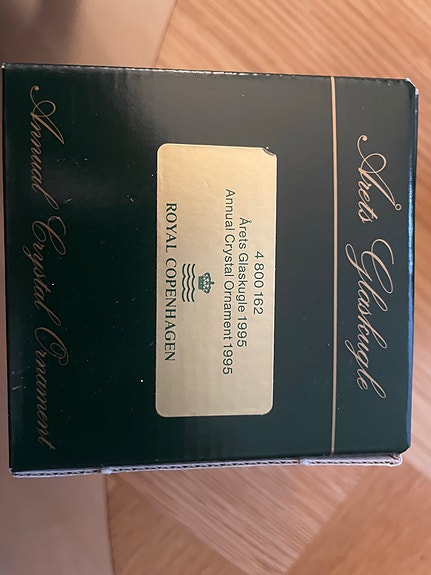 Årets Glaskugle
4 800 162
Årets Glaskugle 1995
Annual Crystal Ornament 1995
ROYAL COPENHAGEN
Annual Crystal Ornament